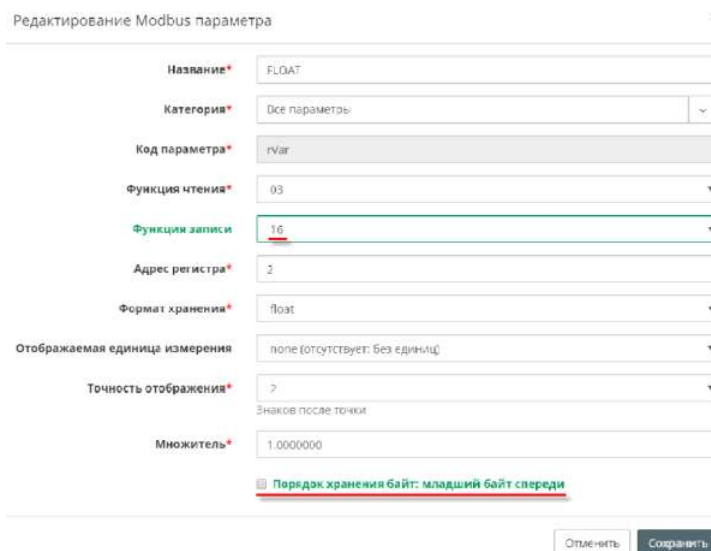 Редактирование Modbus параметра
Название* FLOAT
Категория* Все параметры
Код параметра* rVar
Функция чтения* 03
Функция записи 16
Адрес регистра* 2
Формат хранения* float
Отображаемая единица измерения none (отсутствует: без единиц)
Точность отображения* 2
Знаков после точки
Множитель* 1.0000000
Порядок хранения байт: младший байт спереди
Отменить Сохранить